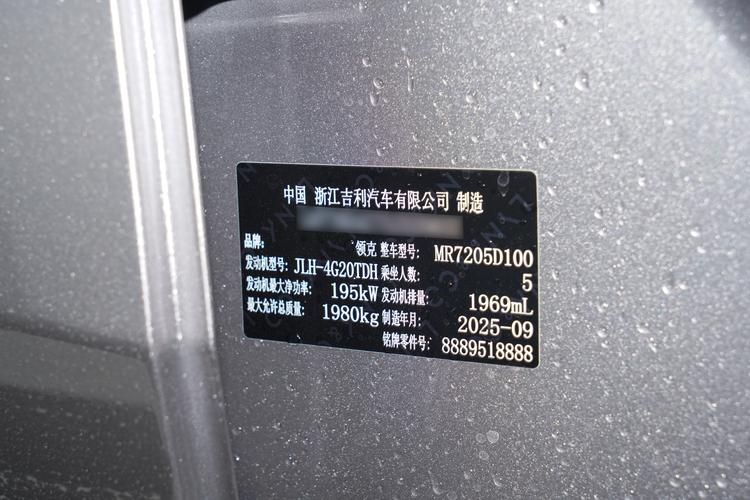 中国 浙江吉利汽车有限公司 制造
品牌: 领克 整车型号: MR7205D100
发动机型号: JLH-4G20TDH 乘坐人数: 5
发动机最大净功率: 195kW 发动机排量: 1969mL
最大允许总质量: 1980kg 制造年月: 2025-09
铭牌零件号: 8889518888